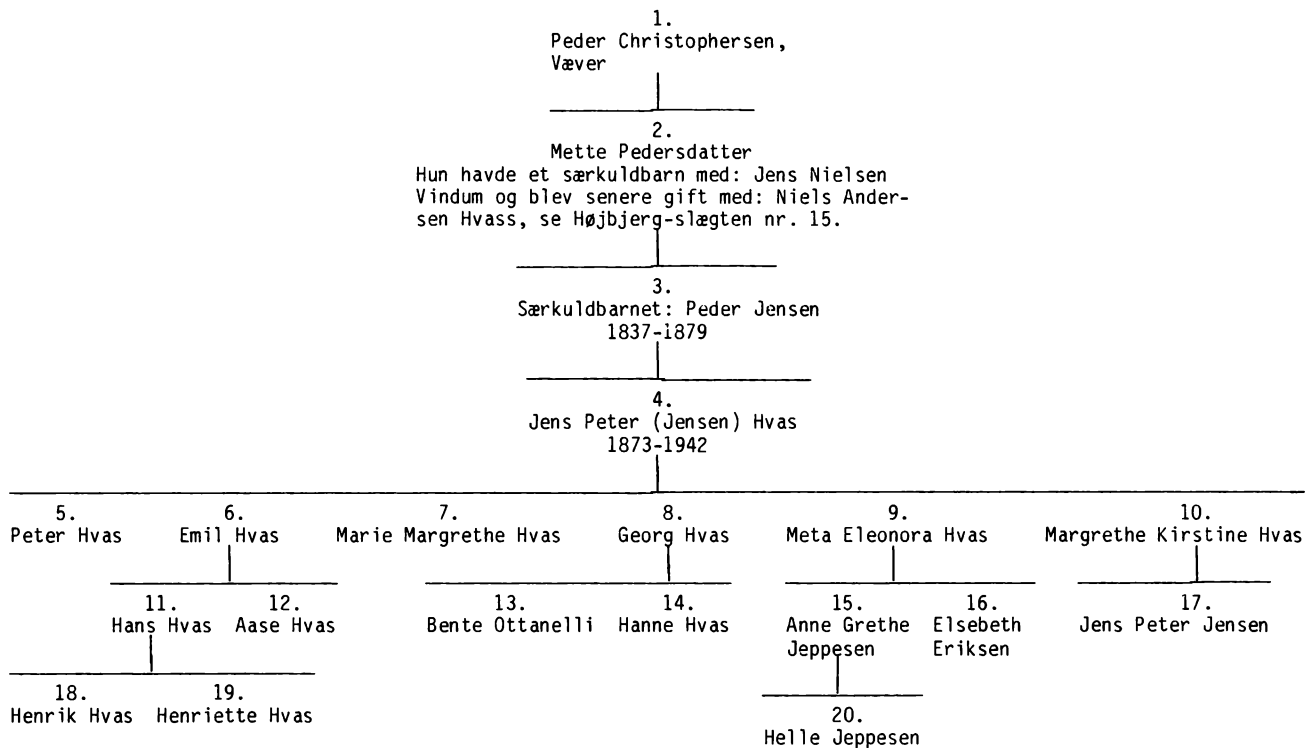 1.
Peder Christophersen,
Væver
2.
Mette Pedersdatter
Hun havde et særkuldbarn med: Jens Nielsen
Vindum og blev senere gift med: Niels Ander-
sen Hvass, se Højbjerg-slægten nr. 15.
3.
Særkuldbarnet: Peder Jensen
1837-1879
4.
Jens Peter (Jensen) Hvas
1873-1942
5. 6. 7. 8. 9. 10.
Peter Hvas Emil Hvas Marie Margrethe Hvas Georg Hvas Meta Eleonora Hvas Margrethe Kirstine Hvas
11. 12. 13. 14. 15. 16. 17.
Hans Hvas Aase Hvas Bente Ottanelli Hanne Hvas Anne Grethe Elsebeth Jens Peter Jensen
Jeppesen Eriksen
18. 19.
Henrik Hvas Henriette Hvas
20.
Helle Jeppesen